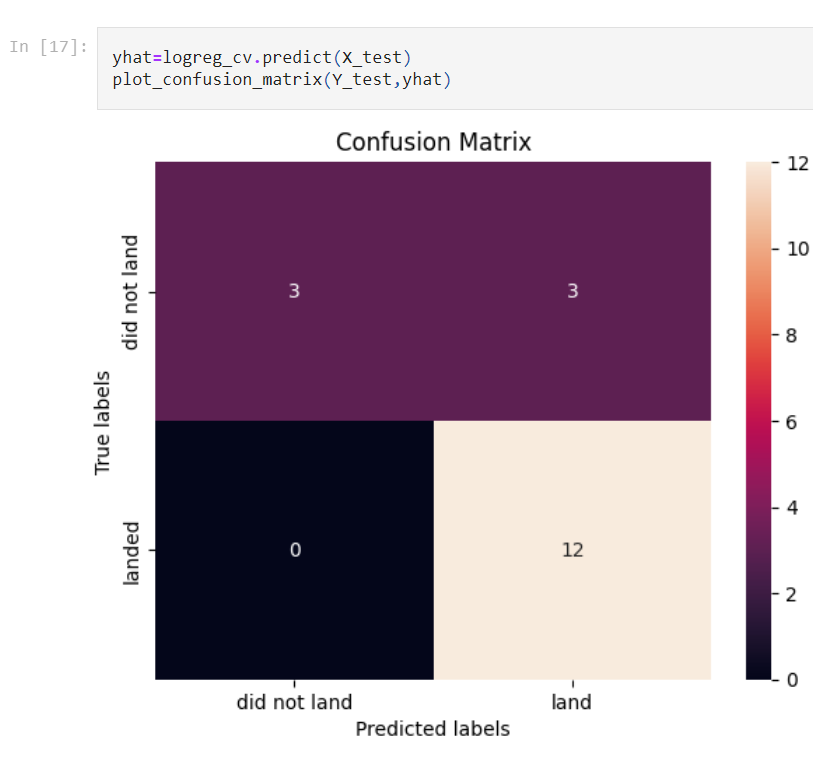 In [17]:
yhat=logreg_cv.predict(X_test)
plot_confusion_matrix(Y_test,yhat)
Confusion Matrix
True labels
did not land
landed
3
3
0
12
did not land
land
Predicted labels
12
10
8
6
4
2
0